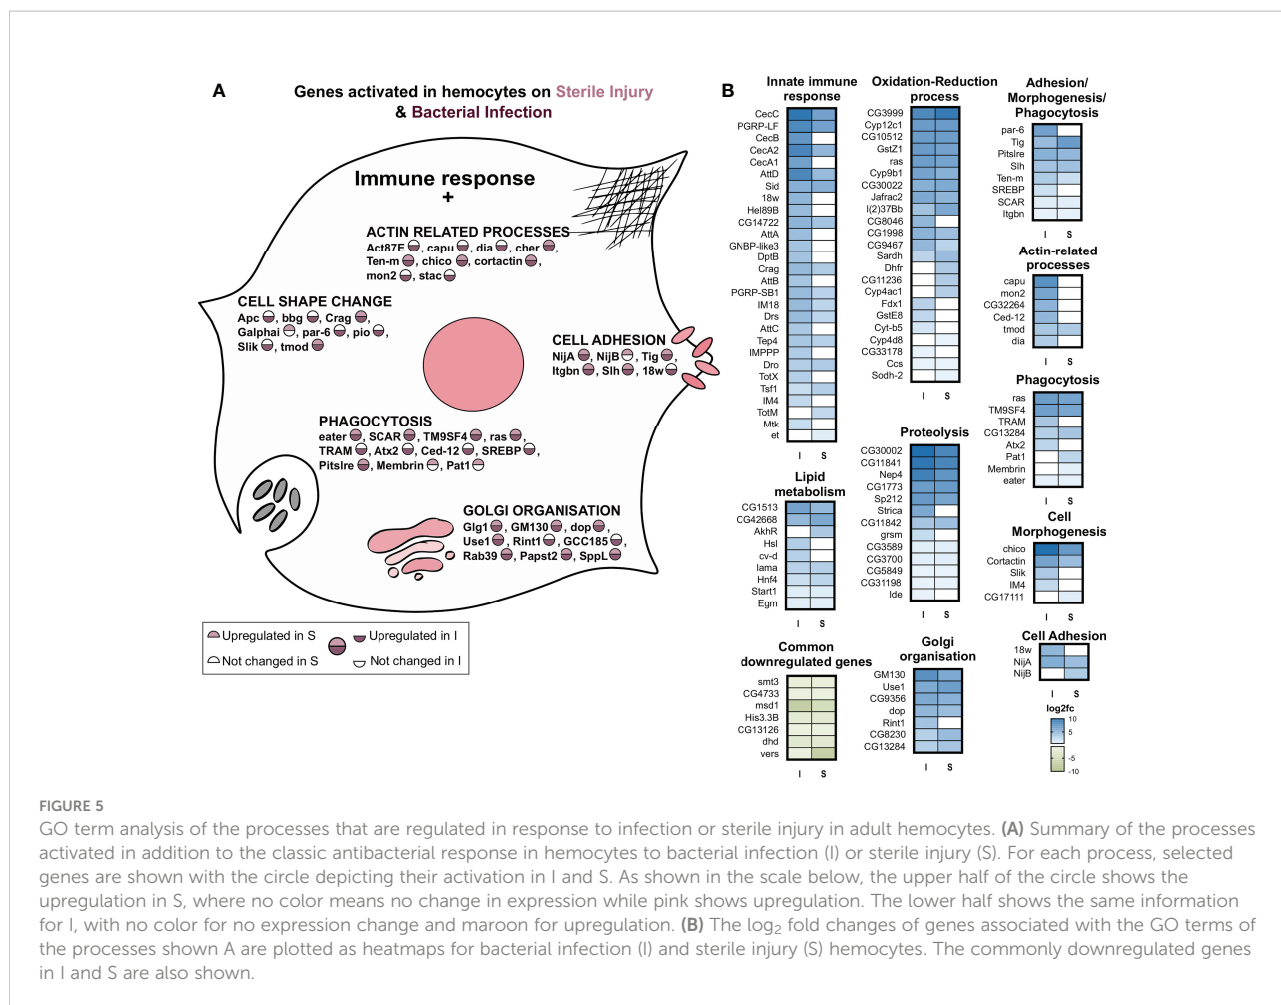 A
Genes activated in hemocytes on Sterile Injury
& Bacterial Infection
Immune response
+
ACTIN RELATED PROCESSES
Act87E , capu , dia , cher ,
Ten-m , chico , cortactin ,
mon2 , stac
CELL SHAPE CHANGE
Apc , bbg , Crag ,
Galphai , par-6 , pio ,
Slik , tmod
CELL ADHESION
NijA , NijB , Tig ,
Itgbn , Slh , 18w
PHAGOCYTOSIS
eater , SCAR , TM9SF4 , ras ,
TRAM , Atx2 , Ced-12 , SREBP ,
Pitslre , Membrin , Pat1
GOLGI ORGANISATION
Glg1 , GM130 , dop ,
Use1 , Rint1 , GCC185 ,
Rab39 , Papst2 , SppL
Upregulated in S
Upregulated in I
Not changed in S
Not changed in I
B
Innate immune
response
CecC
PGRP-LF
CecB
CecA2
CecA1
AttD
Sid
18w
Hel89B
CG14722
AttA
GNBP-like3
DptB
Crag
AttB
PGRP-SB1
IM18
Drs
AttC
Tep4
IMPPP
Dro
TotX
Tsf1
IM4
TotM
Mtk
et
I S
Lipid
metabolism
CG1513
CG42668
AkhR
Hsl
cv-d
lama
Hnf4
Start1
Egm
I S
Common
downregulated genes
smt3
CG4733
msd1
His3.3B
CG13126
dhd
vers
I S
Oxidation-Reduction
process
CG3999
Cyp12c1
CG10512
GstZ1
ras
Cyp9b1
CG30022
Jafrac2
l(2)37Bb
CG8046
CG1998
CG9467
Sardh
Dhfr
CG11236
Cyp4ac1
Fdx1
GstE8
Cyt-b5
Cyp4d8
CG33178
Ccs
Sodh-2
I S
Proteolysis
CG30002
CG11841
Nep4
CG1773
Sp212
Strica
CG11842
grsm
CG3589
CG3700
CG5849
CG31198
Ide
I S
Golgi
organisation
GM130
Use1
CG9356
dop
Rint1
CG8230
CG13284
I S
Adhesion/
Morphogenesis/
Phagocytosis
par-6
Tig
Pitslre
Slh
Ten-m
SREBP
SCAR
Itgbn
I S
Actin-related
processes
capu
mon2
CG32264
Ced-12
tmod
dia
I S
Phagocytosis
ras
TM9SF4
TRAM
CG13284
Atx2
Pat1
Membrin
eater
I S
Cell
Morphogenesis
chico
Cortactin
Slik
IM4
CG17111
I S
Cell Adhesion
18w
NijA
NijB
I S
log2fc
10
5
-5
-10
FIGURE 5
GO term analysis of the processes that are regulated in response to infection or sterile injury in adult hemocytes. (A) Summary of the processes
activated in addition to the classic antibacterial response in hemocytes to bacterial infection (I) or sterile injury (S). For each process, selected
genes are shown with the circle depicting their activation in I and S. As shown in the scale below, the upper half of the circle shows the
upregulation in S, where no color means no change in expression while pink shows upregulation. The lower half shows the same information
for I, with no color for no expression change and maroon for upregulation. (B) The log2 fold changes of genes associated with the GO terms of
the processes shown A are plotted as heatmaps for bacterial infection (I) and sterile injury (S) hemocytes. The commonly downregulated genes
in I and S are also shown.